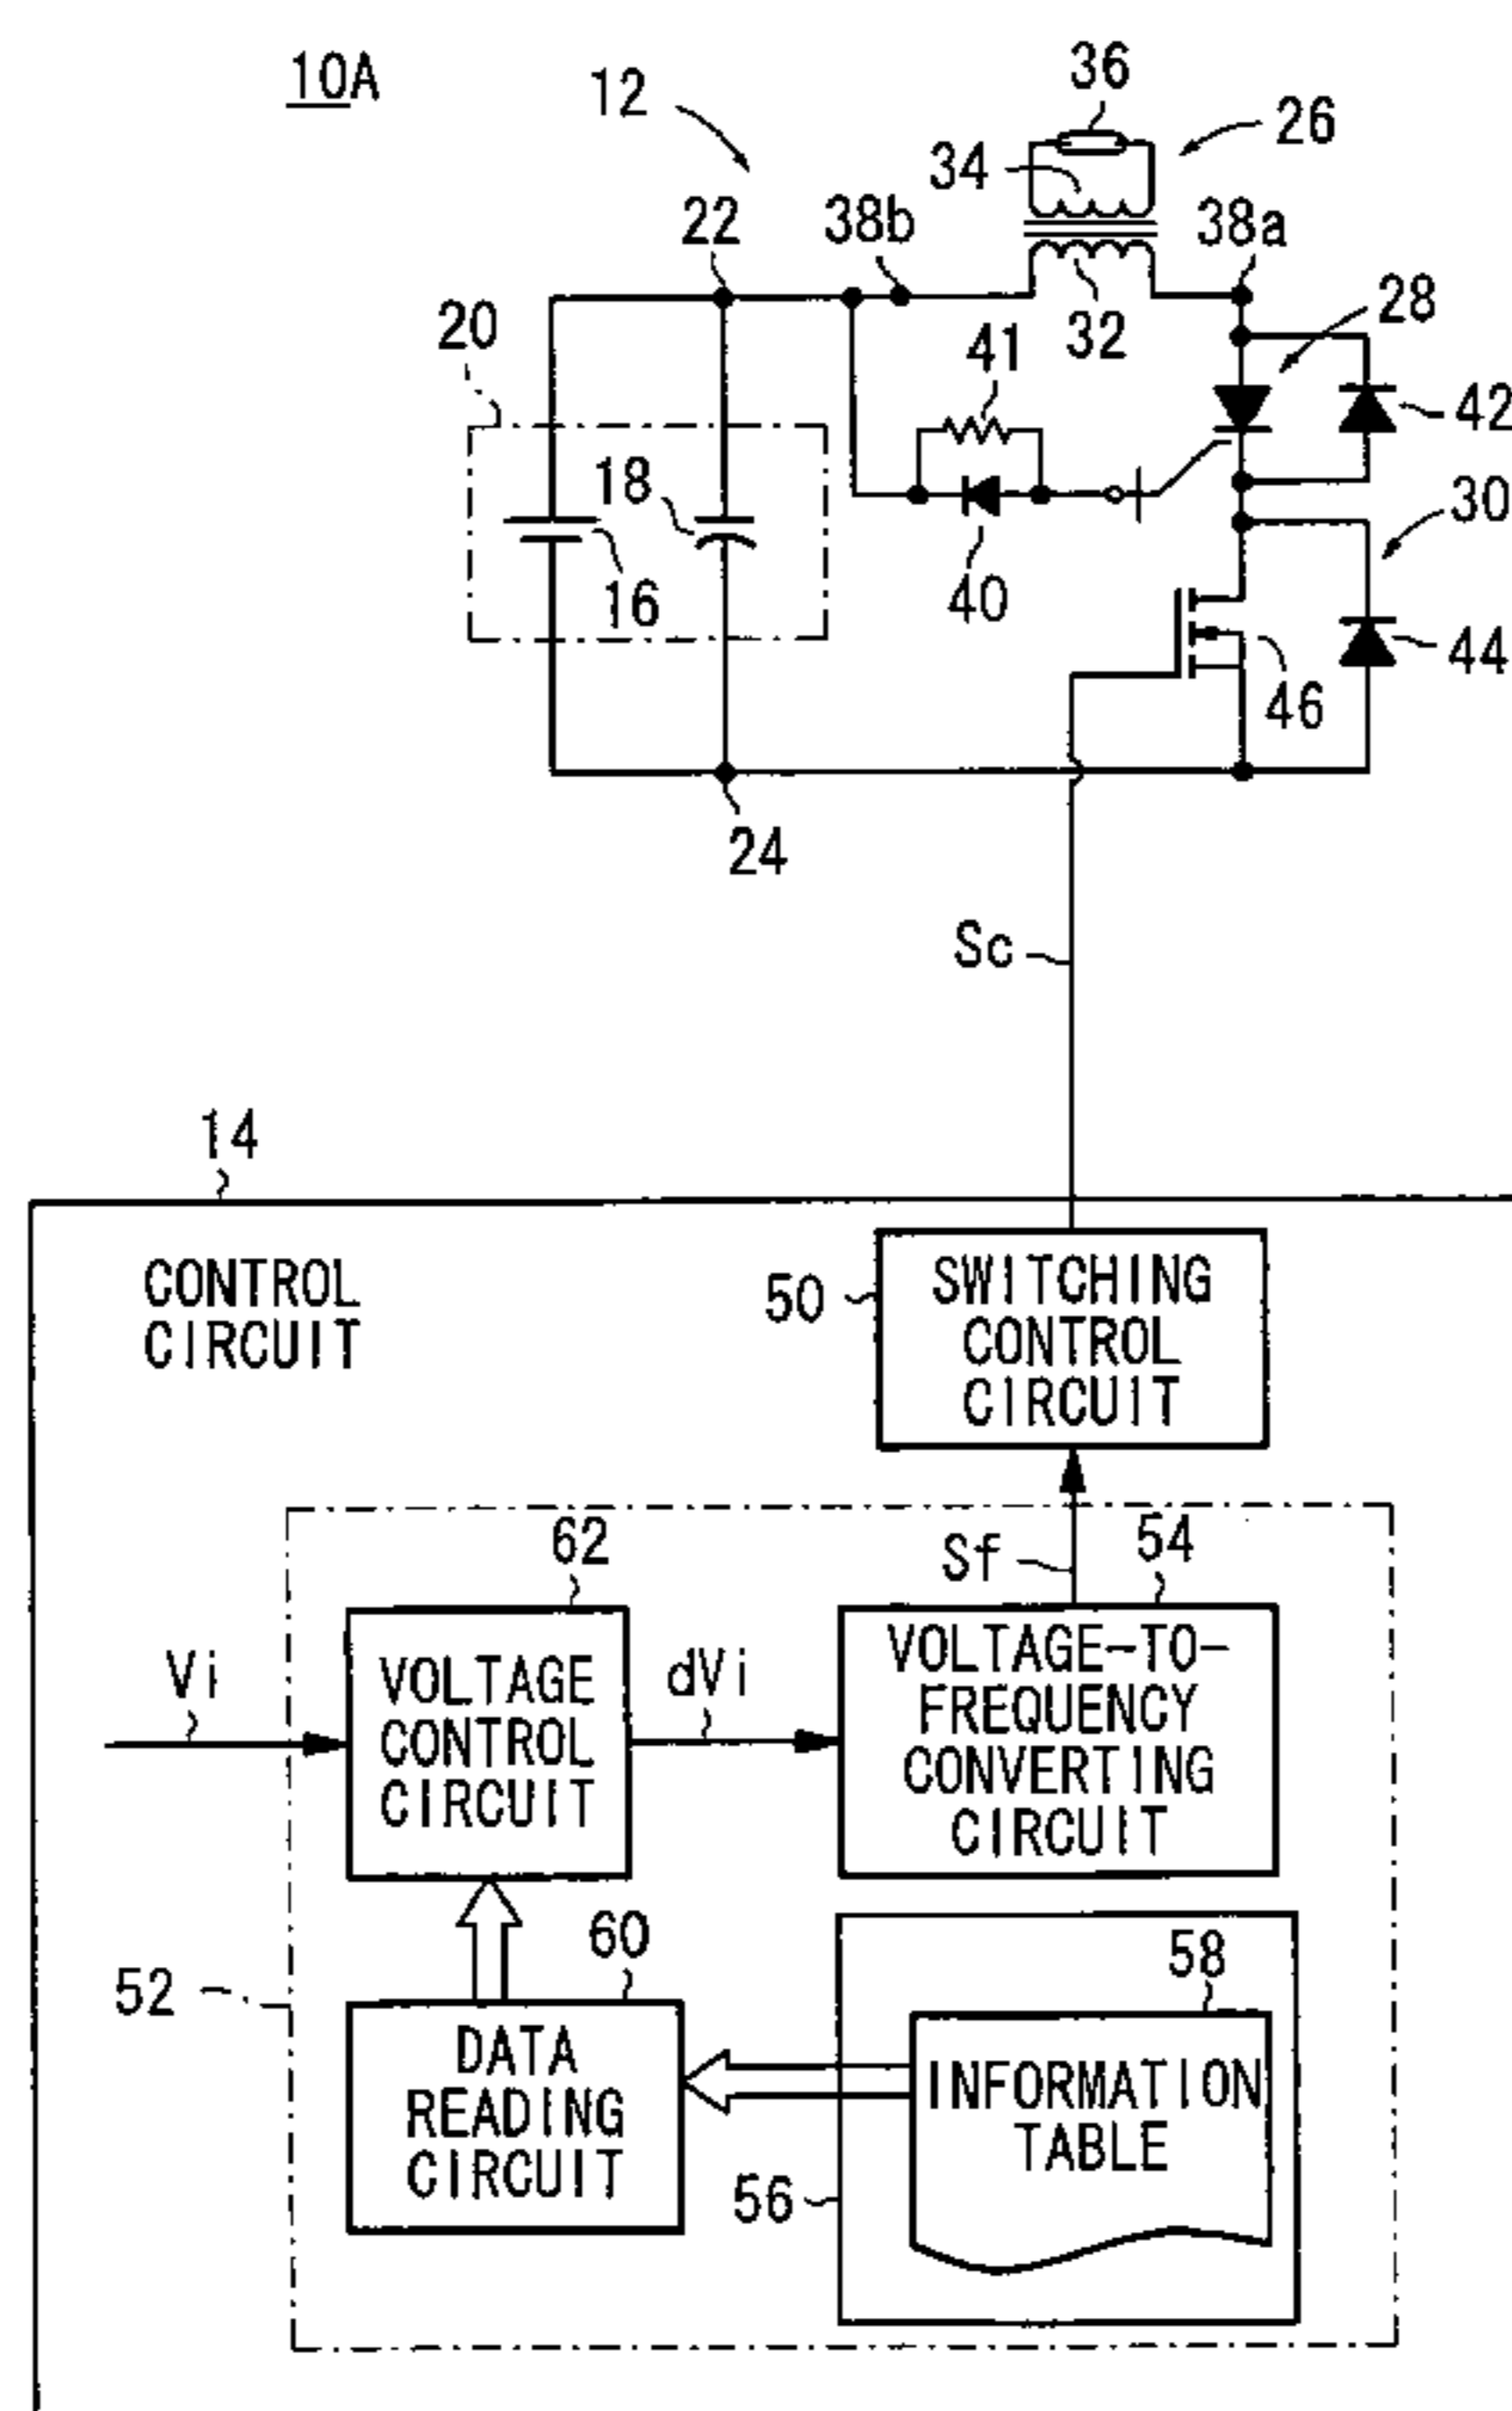 10A
12
36
26
34
22
38b
38a
20
41
32
28
42
18
16
40
30
46
44
24
Sc
14
CONTROL
CIRCUIT
50
SWITCHING
CONTROL
CIRCUIT
62
Sf
54
Vi
VOLTAGE
CONTROL
CIRCUIT
dVi
VOLTAGE-TO-
FREQUENCY
CONVERTING
CIRCUIT
52
60
DATA
READING
CIRCUIT
58
INFORMATION
TABLE
56